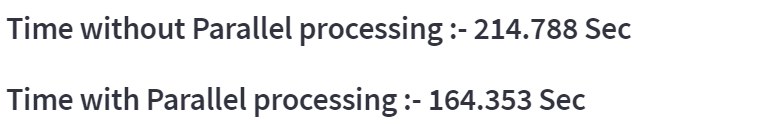 Time without Parallel processing :- 214.788 Sec
Time with Parallel processing :- 164.353 Sec